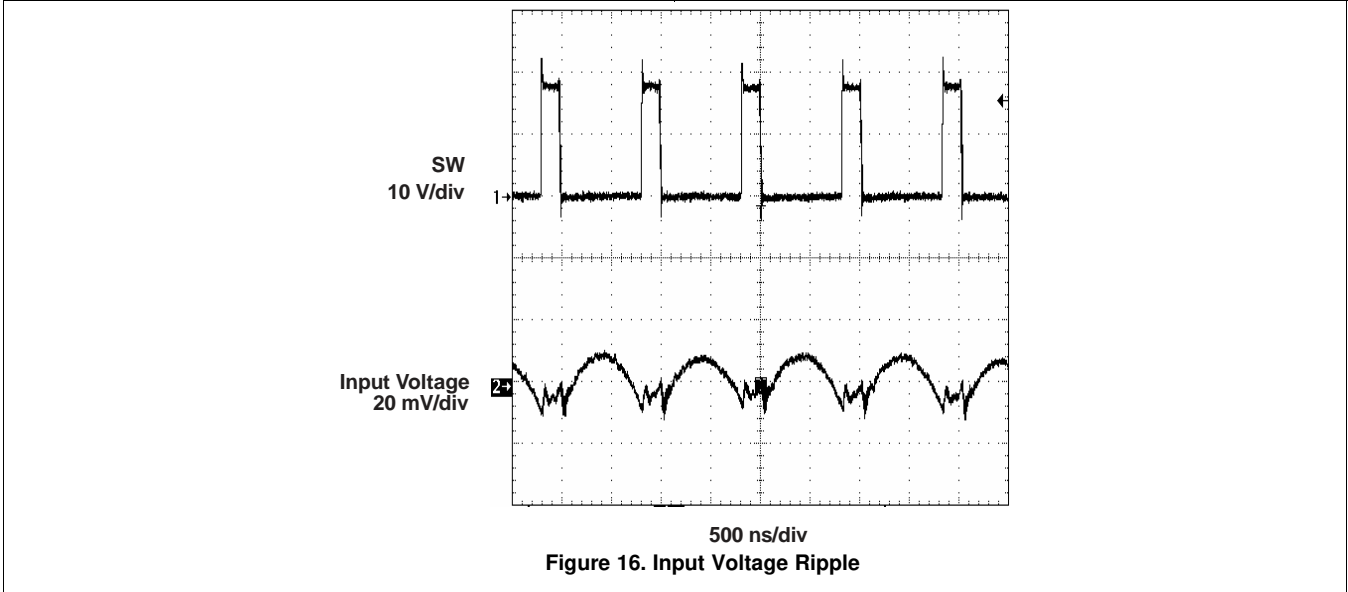 SW
10 V/div
1→
Input Voltage
20 mV/div
2→
500 ns/div
Figure 16. Input Voltage Ripple